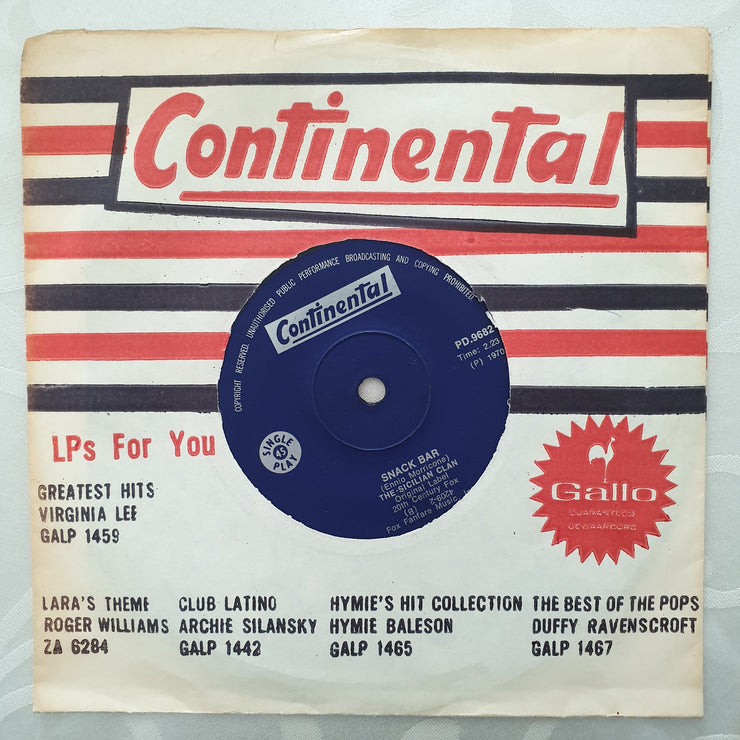 Continental
COPYRIGHT RESERVED, UNAUTHORISED PUBLIC PERFORMANCE BROADCASTING AND COPYING PROHIBITED
Continental
PD.9682
Time: 2.23
(P) 1970
SINGLE
45
PLAY
SNACK BAR
(Ennio Morricone)
THE SICILIAN CLAN
Original Label
20th Century Fox
4209-2
(B)
Fox Fanfare Music,
LPs For You
GREATEST HITS
VIRGINIA LEE
GALP 1459
Gallo
GUARANTEED
GEWAARBORG
LARA'S THEME
ROGER WILLIAMS
ZA 6284
CLUB LATINO
ARCHIE SILANSKY
GALP 1442
HYMIE'S HIT COLLECTION
HYMIE BALESON
GALP 1465
THE BEST OF THE POPS
DUFFY RAVENSCROFT
GALP 1467